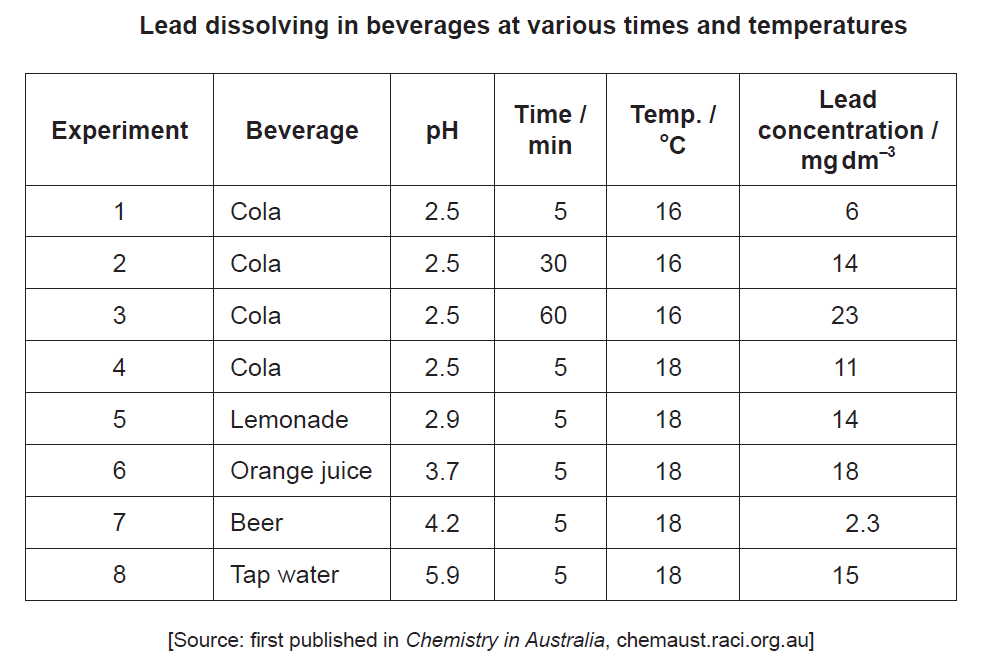 Lead dissolving in beverages at various times and temperatures
Experiment Beverage pH Time / min Temp. / °C Lead concentration / mg dm⁻³
1 Cola 2.5 5 16 6
2 Cola 2.5 30 16 14
3 Cola 2.5 60 16 23
4 Cola 2.5 5 18 11
5 Lemonade 2.9 5 18 14
6 Orange juice 3.7 5 18 18
7 Beer 4.2 5 18 2.3
8 Tap water 5.9 5 18 15
[Source: first published in Chemistry in Australia, chemaust.raci.org.au]